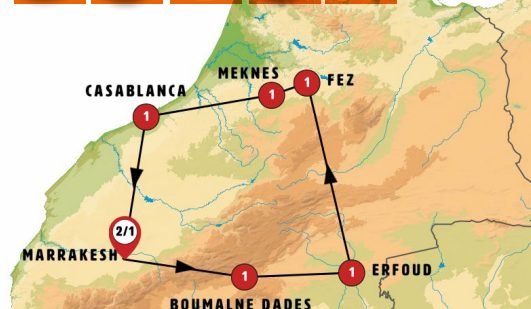 MEKNES
1
1
FEZ
CASABLANCA
1
2/1
MARRAKESH
1
1
ERFOUD
BOUMALNE DADES